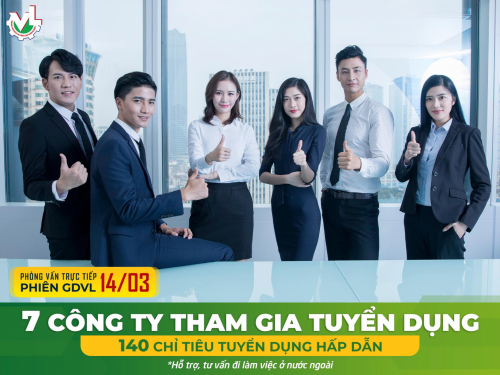 PHỎNG VẤN TRỰC TIẾP
PHIÊN GDVL 14/03
7 CÔNG TY THAM GIA TUYỂN DỤNG
140 CHỈ TIÊU TUYỂN DỤNG HẤP DẪN
*Hỗ trợ, tư vấn đi làm việc ở nước ngoài